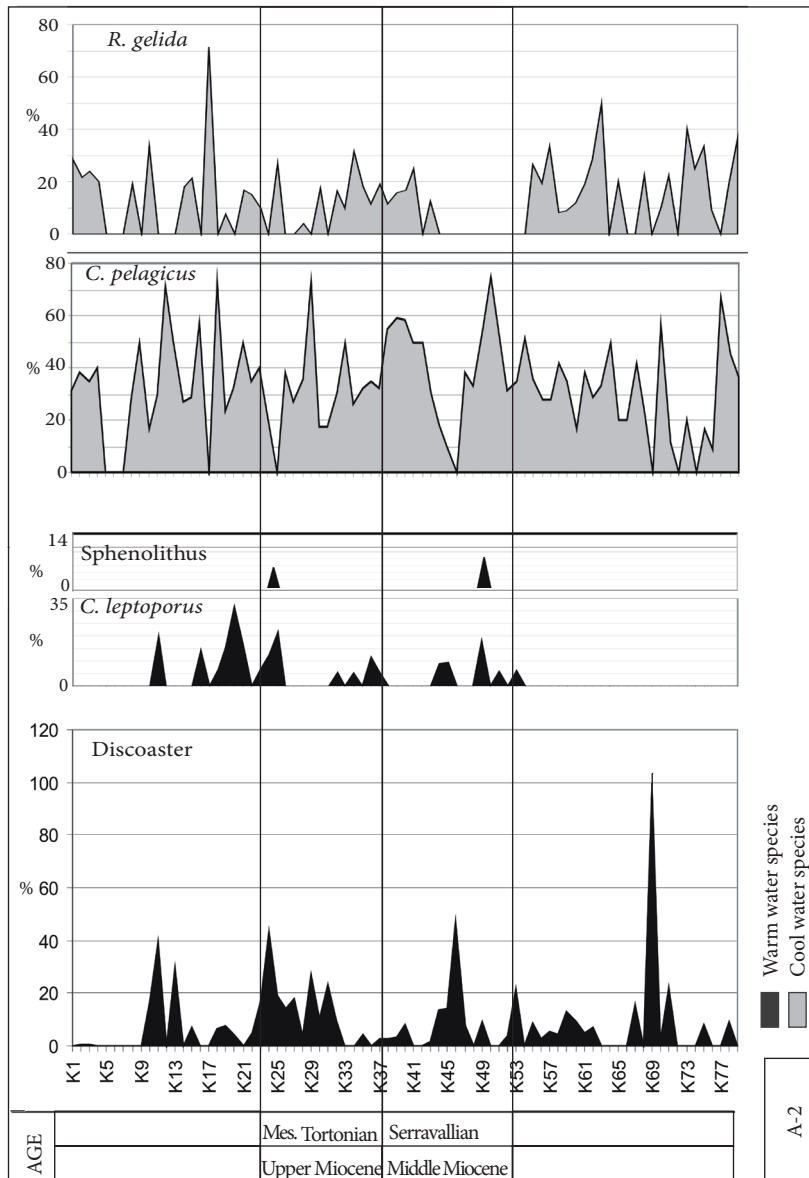 80
R. gelida
60
%
40
20
0
80
C. pelagicus
60
% 40
20
0
14
Sphenolithus
%
0
35
C. leptoporus
%
0
120
Discoaster
100
80
% 60
40
20
0
K1 K5 K9 K13 K17 K21 K25 K29 K33 K37 K41 K45 K49 K53 K57 K61 K65 K69 K73 K77
Warm water species
Cool water species
AGE
Mes. Tortonian Serravallian
Upper Miocene Middle Miocene
A-2